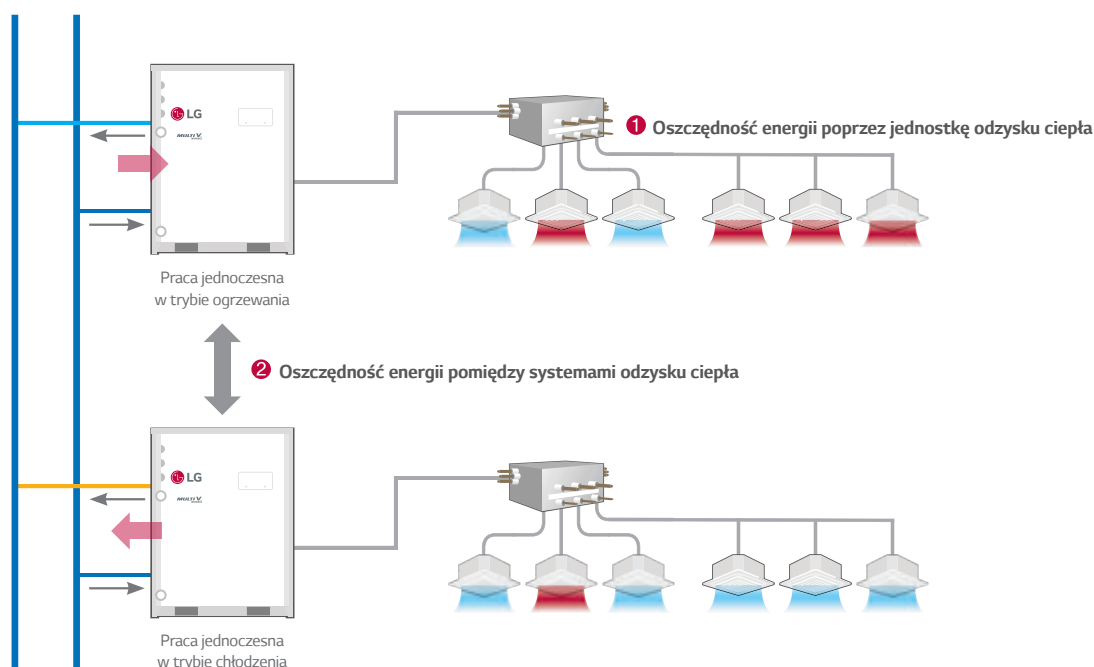 LG
MULTI V
❶ Oszczędność energii poprzez jednostkę odzysku ciepła
Praca jednoczesna
w trybie ogrzewania
❷ Oszczędność energii pomiędzy systemami odzysku ciepła
LG
MULTI V
Praca jednoczesna
w trybie chłodzenia